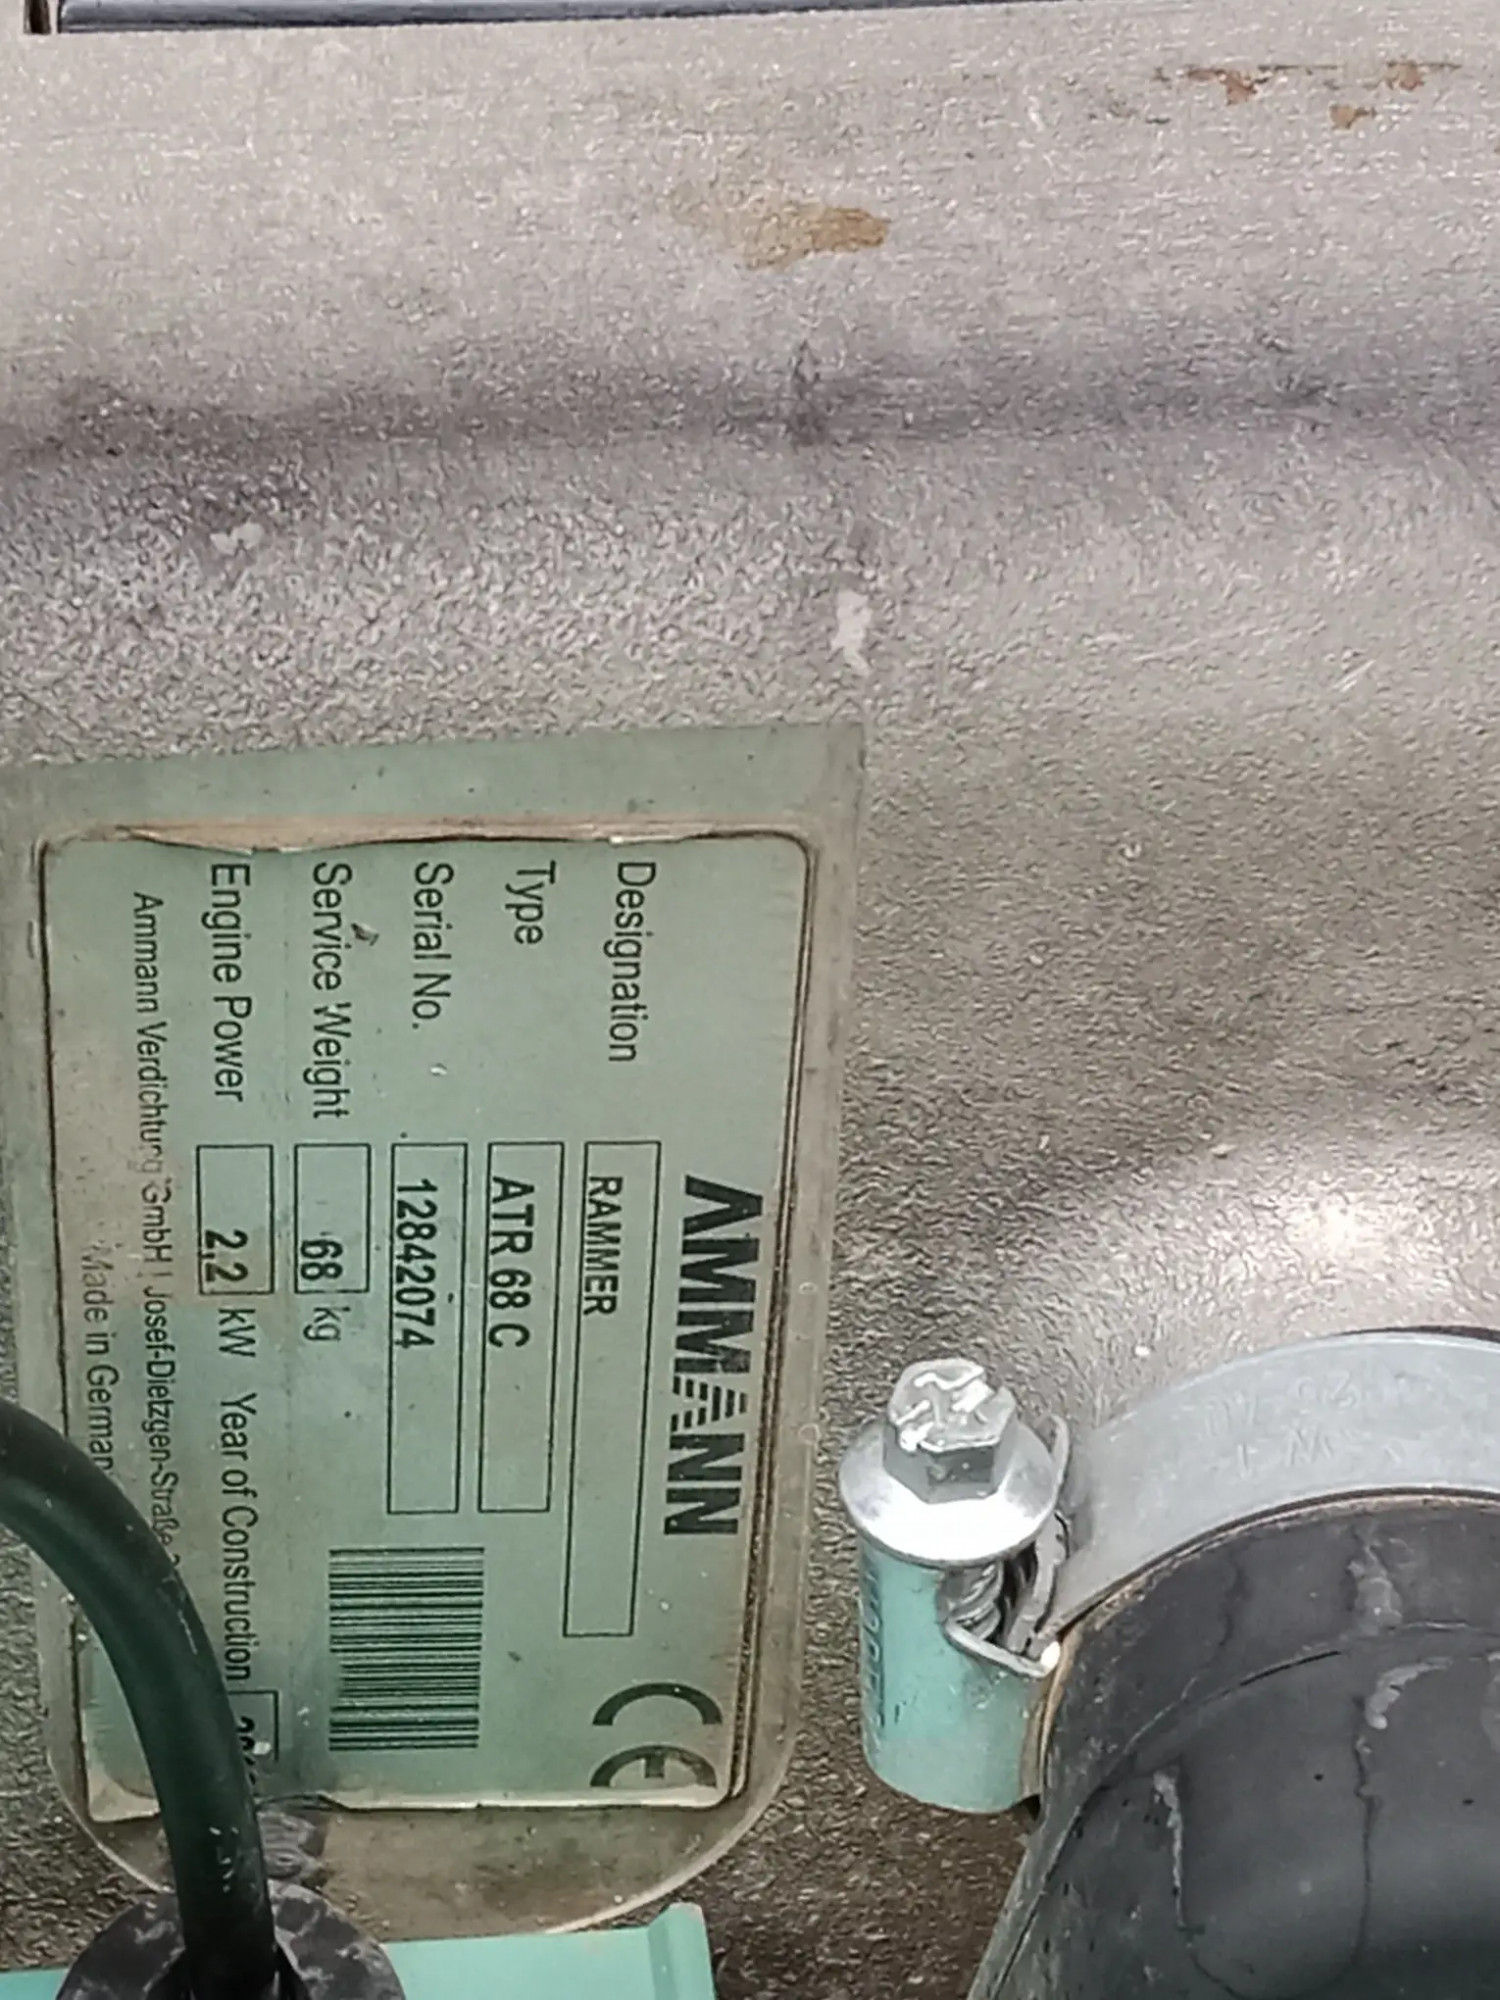 AMMANN
CE
Designation RAMMER
Type ATR 68 C
Serial No. 12842074
Service Weight 68 kg
Engine Power 2,2 kW Year of Construction
Ammann Verdichtung GmbH | Josef-Dietzgen-Straße
Made in German